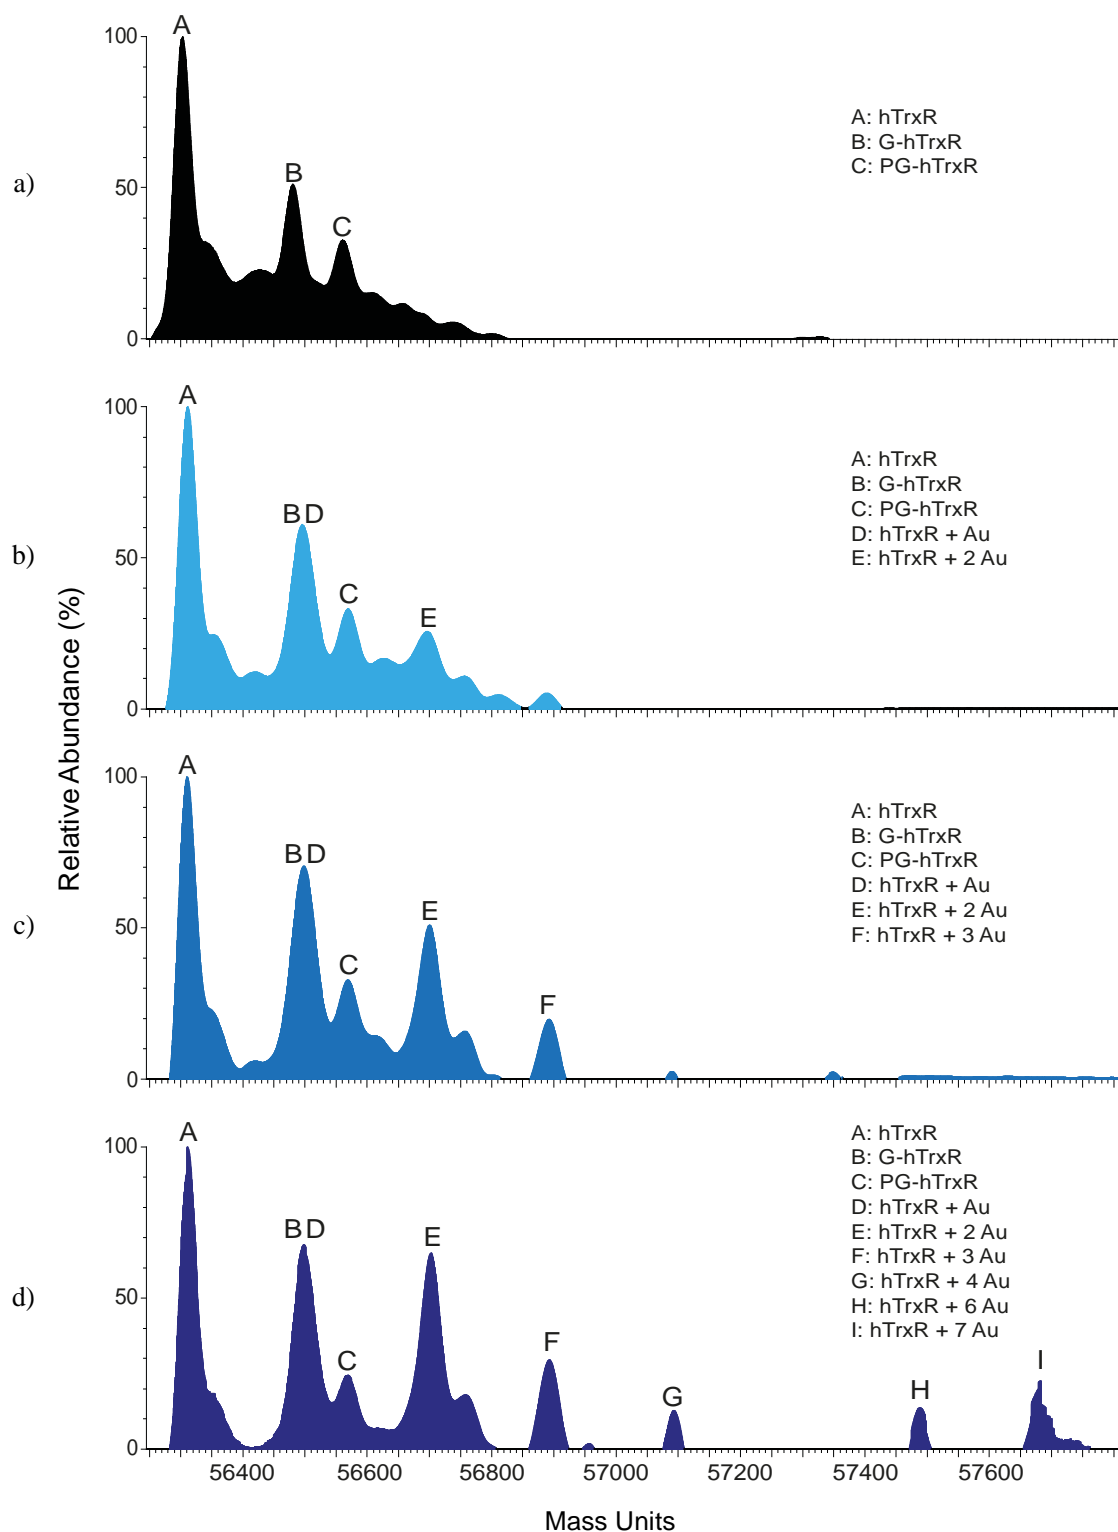 a)
100
50
0
A
B
C
A: hTrxR
B: G-hTrxR
C: PG-hTrxR
b)
100
50
0
A
B D
C
E
A: hTrxR
B: G-hTrxR
C: PG-hTrxR
D: hTrxR + Au
E: hTrxR + 2 Au
Relative Abundance (%)
c)
100
50
0
A
B D
C
E
F
A: hTrxR
B: G-hTrxR
C: PG-hTrxR
D: hTrxR + Au
E: hTrxR + 2 Au
F: hTrxR + 3 Au
d)
100
50
0
A
B D
C
E
F
G
H
I
A: hTrxR
B: G-hTrxR
C: PG-hTrxR
D: hTrxR + Au
E: hTrxR + 2 Au
F: hTrxR + 3 Au
G: hTrxR + 4 Au
H: hTrxR + 6 Au
I: hTrxR + 7 Au
56400 56600 56800 57000 57200 57400 57600
Mass Units